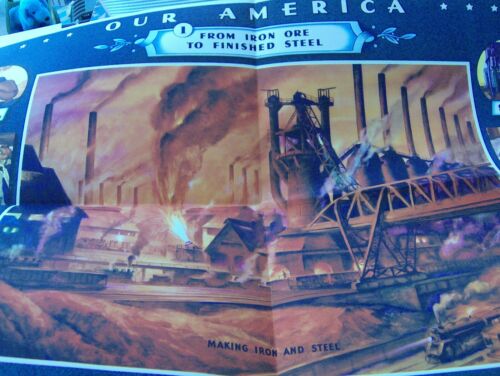 OUR AMERICA
1 FROM IRON ORE
TO FINISHED STEEL
MAKING IRON AND STEEL